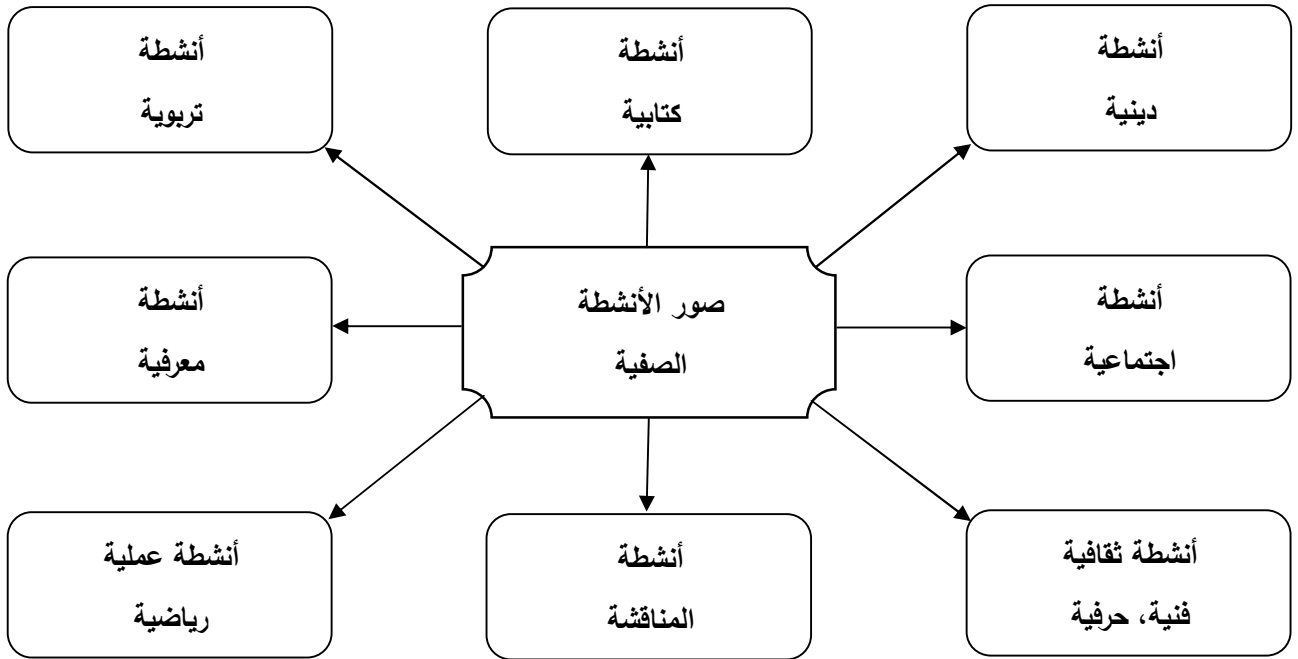 أنشطة
دينية
أنشطة
كتابية
أنشطة
تربوية
أنشطة
اجتماعية
صور الأنشطة
الصفية
أنشطة
معرفية
أنشطة ثقافية
فنية، حرفية
أنشطة
المناقشة
أنشطة عملية
رياضية